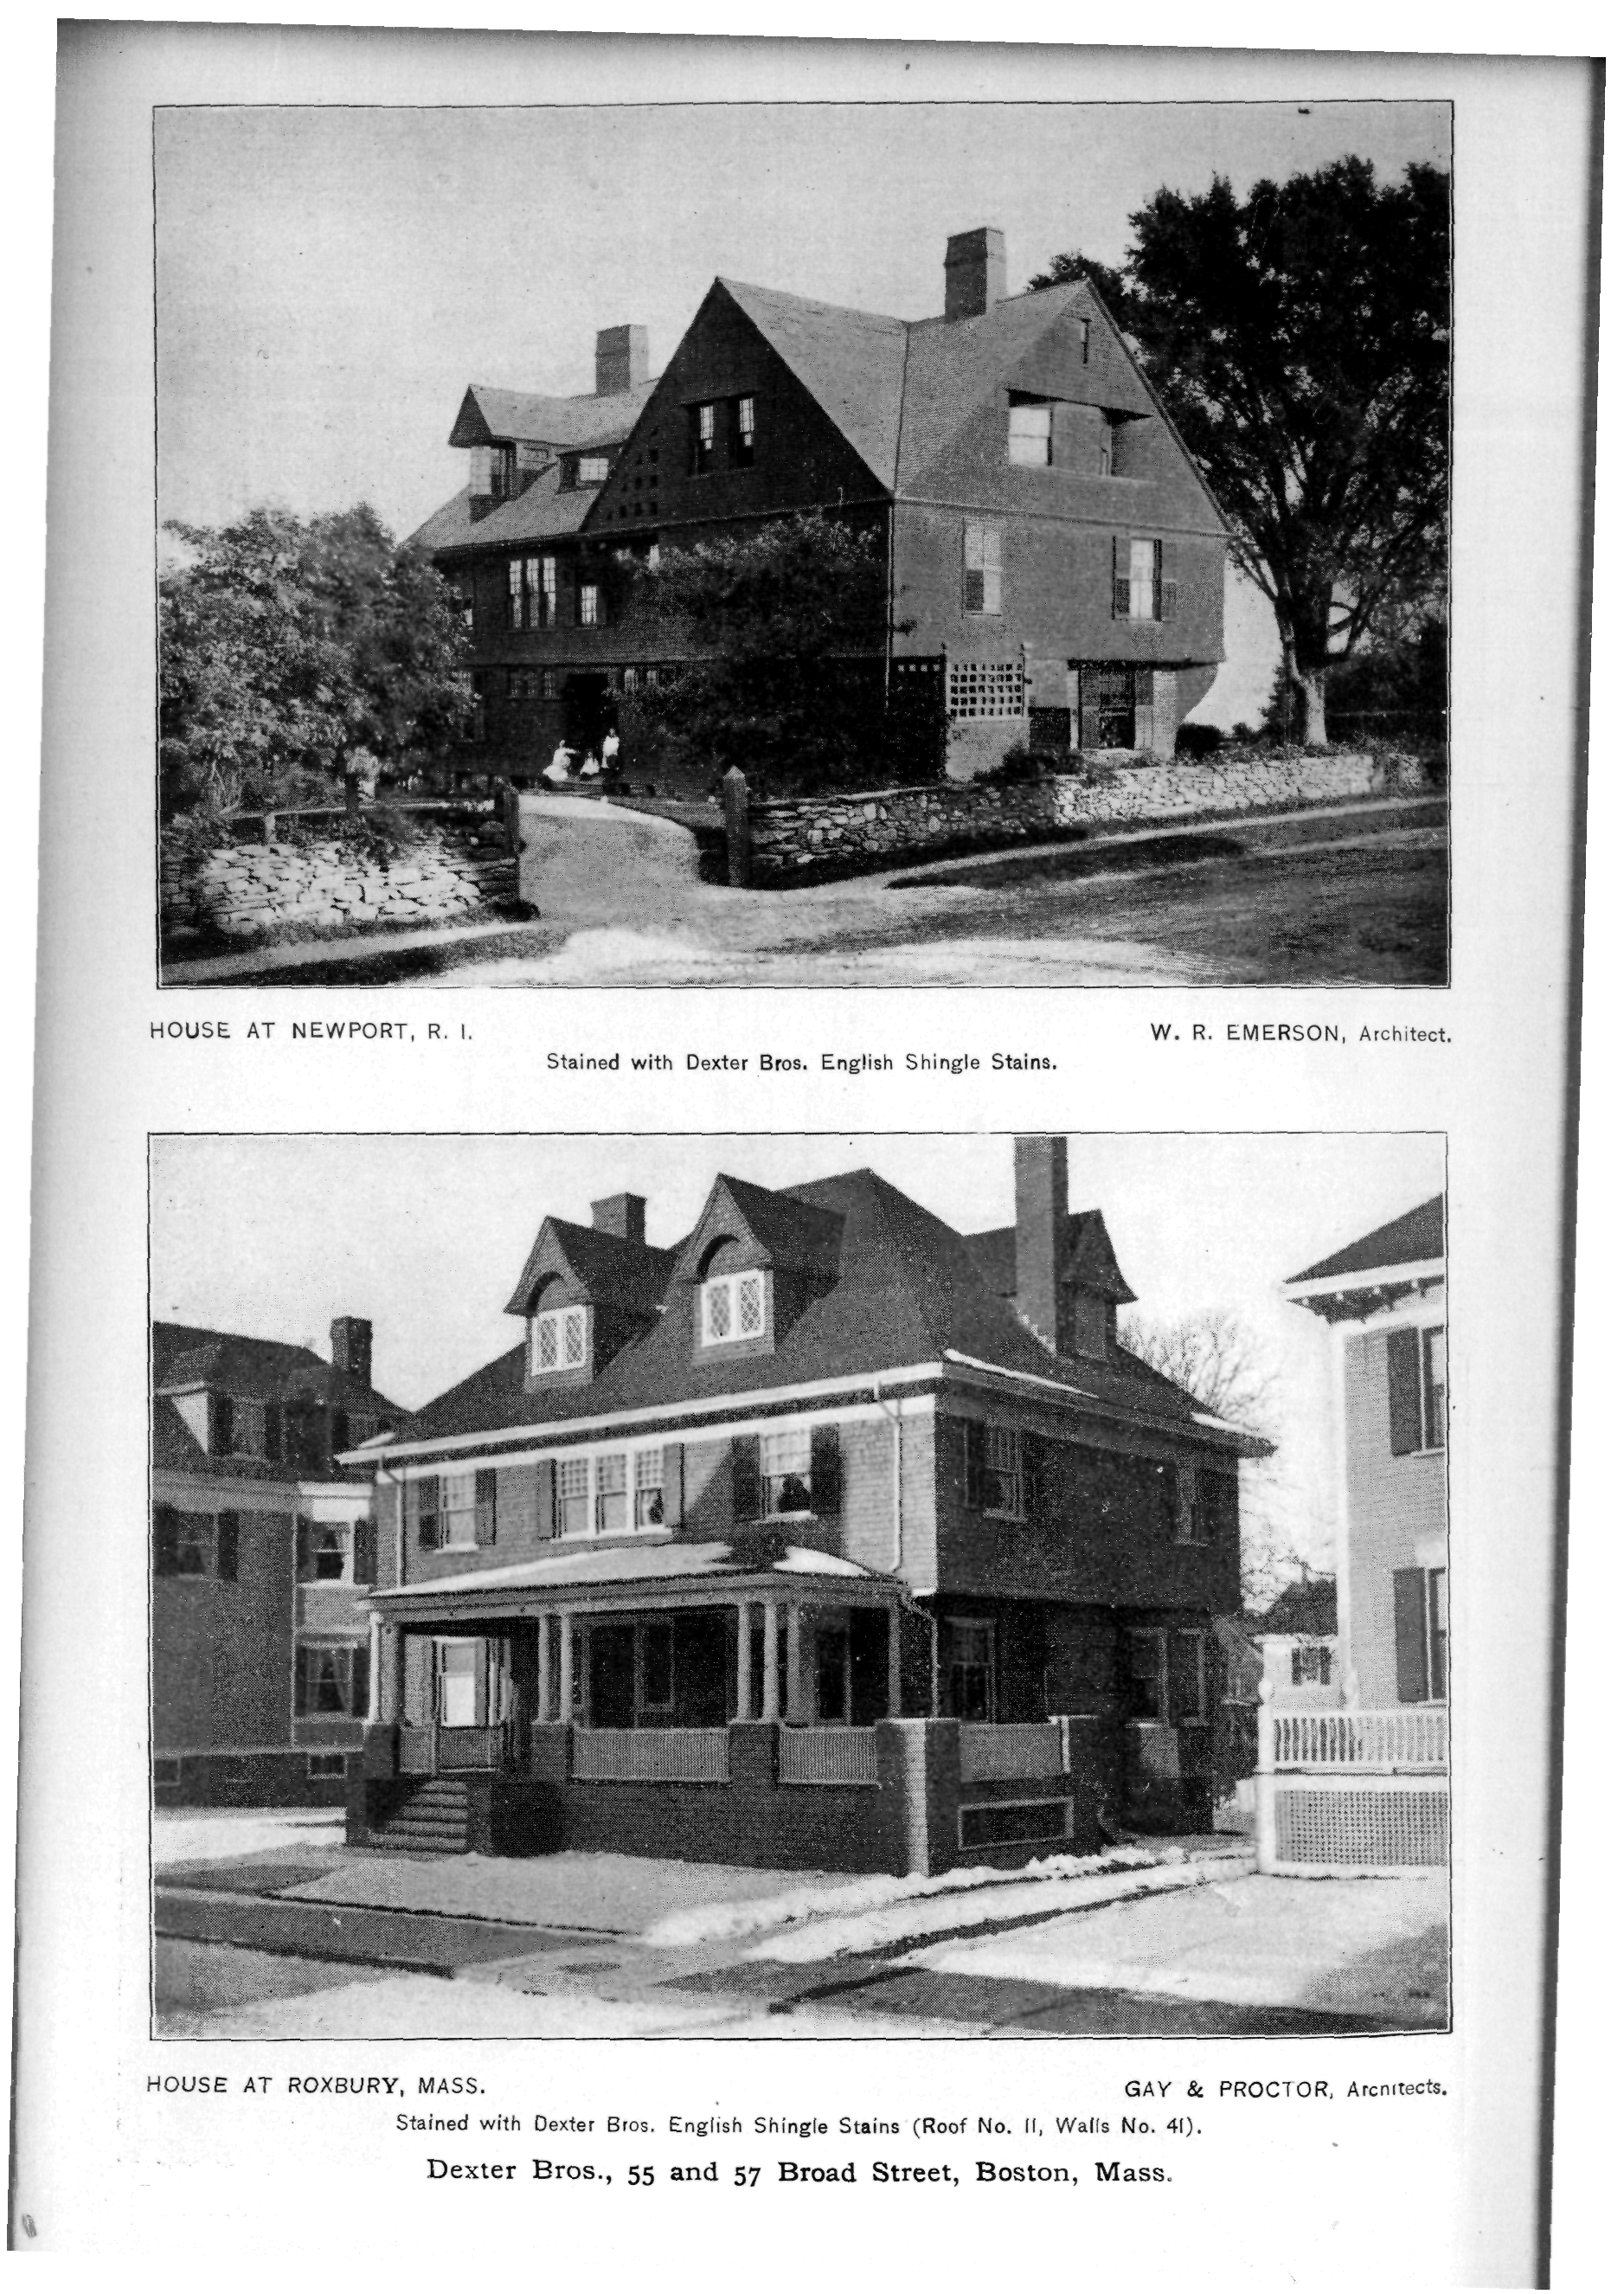 HOUSE AT NEWPORT, R. I.
W. R. EMERSON, Architect.
Stained with Dexter Bros. English Shingle Stains.
HOUSE AT ROXBURY, MASS.
GAY & PROCTOR, Architects.
Stained with Dexter Bros. English Shingle Stains (Roof No. 11, Walls No. 41).
Dexter Bros., 55 and 57 Broad Street, Boston, Mass.